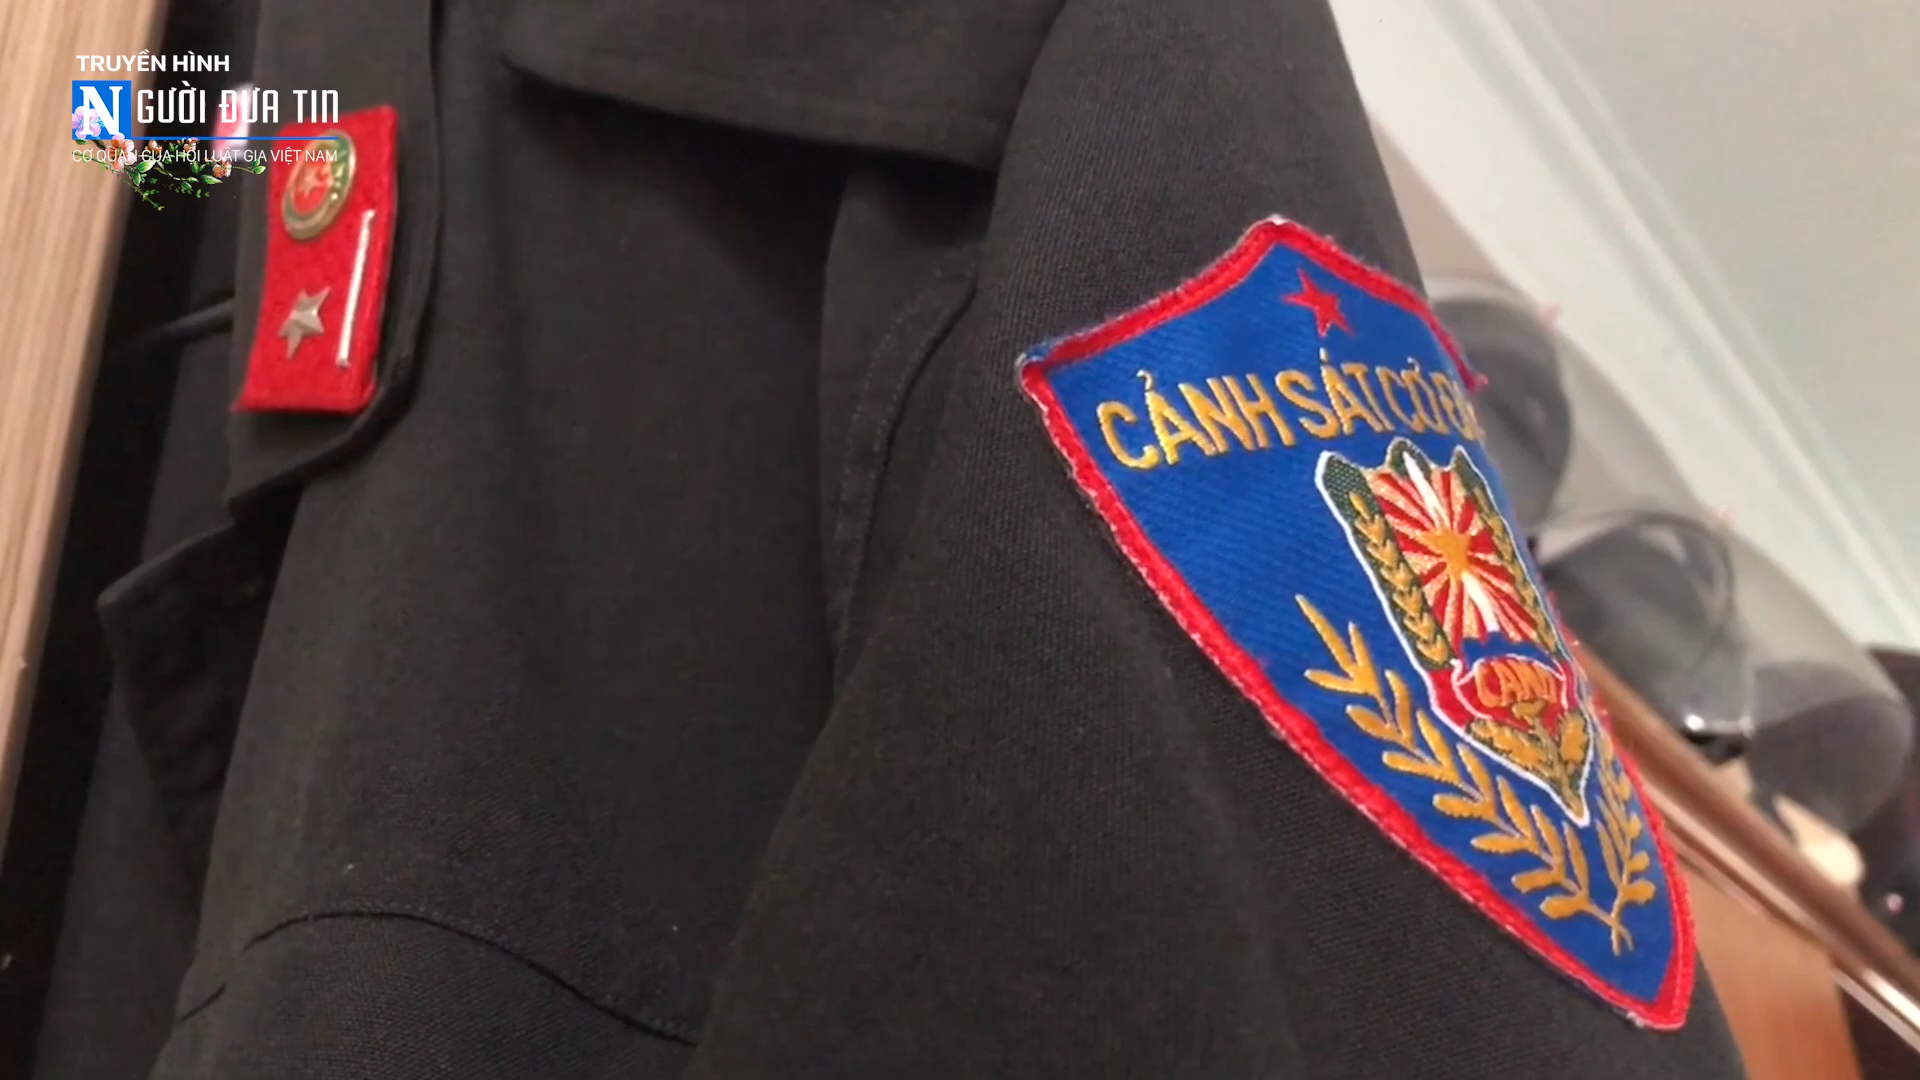 TRUYỀN HÌNH
NGƯỜI ĐƯA TIN
CƠ QUAN CỦA HỘI LUẬT GIA VIỆT NAM
CẢNH SÁT CƠ
CAND